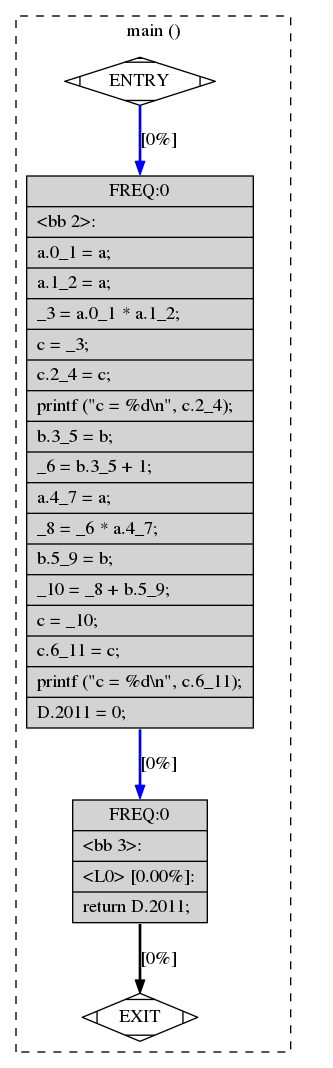 main ()
ENTRY
[0%]
FREQ:0
<bb 2>:
a.0_1 = a;
a.1_2 = a;
_3 = a.0_1 * a.1_2;
c = _3;
c.2_4 = c;
printf ("c = %d\n", c.2_4);
b.3_5 = b;
_6 = b.3_5 + 1;
a.4_7 = a;
_8 = _6 * a.4_7;
b.5_9 = b;
_10 = _8 + b.5_9;
c = _10;
c.6_11 = c;
printf ("c = %d\n", c.6_11);
D.2011 = 0;
[0%]
FREQ:0
<bb 3>:
<L0> [0.00%]:
return D.2011;
[0%]
EXIT